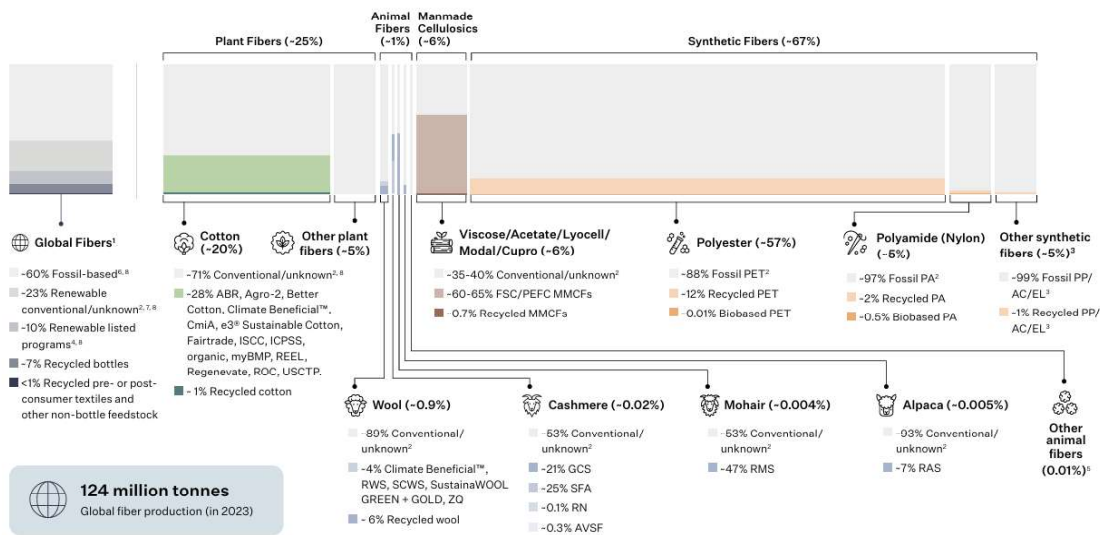 Plant Fibers (~25%)
Animal
Fibers
(~1%)
Manmade
Cellulosics
(~6%)
Synthetic Fibers (~67%)
Global Fibers¹
~60% Fossil-based⁶,⁸
~23% Renewable
conventional/unknown²,⁷,⁸
~10% Renewable listed
programs⁴,⁸
~7% Recycled bottles
<1% Recycled pre- or post-
consumer textiles and
other non-bottle feedstock
Cotton
(~20%)
~71% Conventional/unknown²,⁸
~28% ABR, Agro-2, Better
Cotton, Climate Beneficial™,
CmiA, e3® Sustainable Cotton,
Fairtrade, ISCC, ICPSS,
organic, myBMP, REEL,
Regenevate, ROC, USCTP.
~ 1% Recycled cotton
Other plant
fibers (~5%)
Viscose/Acetate/Lyocell/
Modal/Cupro (~6%)
~35-40% Conventional/unknown²
~60-65% FSC/PEFC MMCFs
~0.7% Recycled MMCFs
Polyester (~57%)
~88% Fossil PET²
~12% Recycled PET
~0.01% Biobased PET
Polyamide (Nylon)
(~5%)
~97% Fossil PA²
~2% Recycled PA
~0.5% Biobased PA
Other synthetic
fibers (~5%)³
~99% Fossil PP/
AC/EL³
~1% Recycled PP/
AC/EL³
Wool (~0.9%)
~89% Conventional/
unknown²
~4% Climate Beneficial™,
RWS, SCWS, SustainaWOOL
GREEN + GOLD, ZQ
~ 6% Recycled wool
Cashmere (~0.02%)
~53% Conventional/
unknown²
~21% GCS
~25% SFA
~0.1% RN
~0.3% AVSF
Mohair (~0.004%)
~53% Conventional/
unknown²
~47% RMS
Alpaca (~0.005%)
~93% Conventional/
unknown²
~7% RAS
Other
animal
fibers
(0.01%)⁵
124 million tonnes
Global fiber production (in 2023)